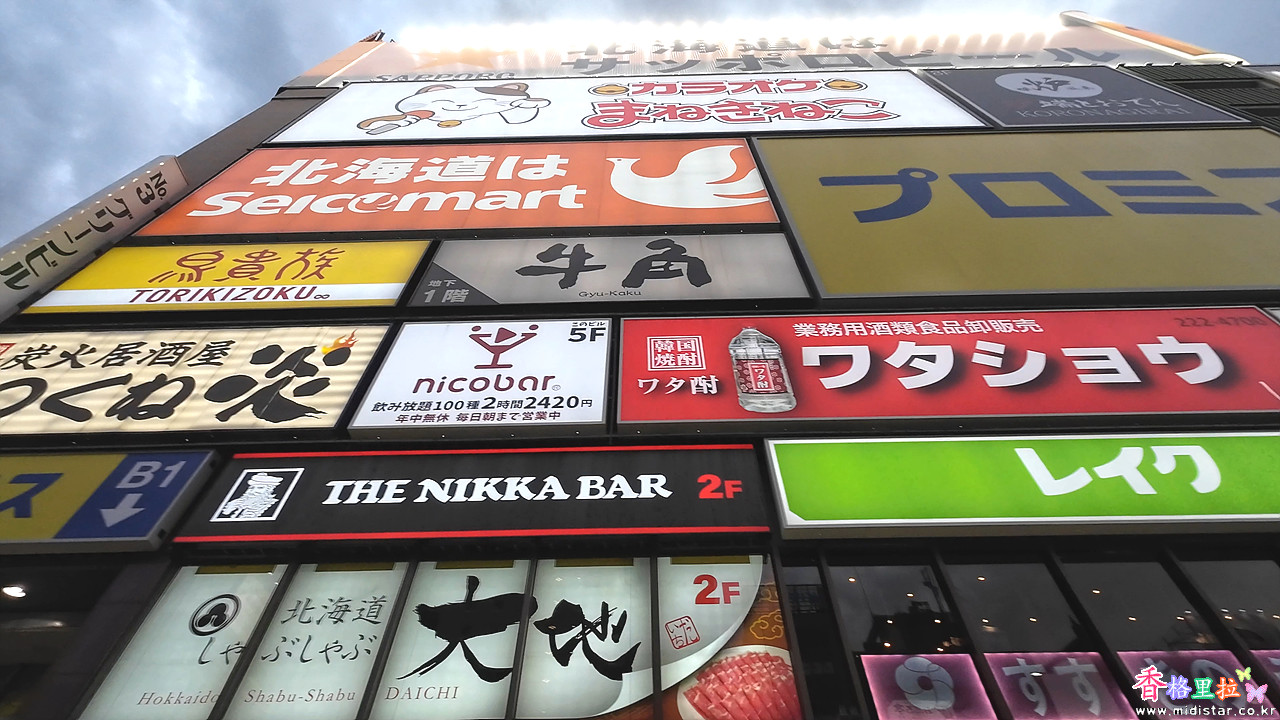 北海道は
SAPPORO サッポロビール
カラオケ
まねきねこ
KORONAGIRAI
北海道は
Seicomart
プロミス
No.3 グリーンビル
鳥貴族
TORIKIZOKU∞
地下
1階
牛角
Gyu-Kaku
炭火居酒屋
つくね 炎
このビル
5F
nicobar®
飲み放題100種2時間2420円
年中無休 毎日朝まで営業中
韓国
焼酎
ワタ酎
業務用酒類食品卸販売
222-4700
ワタショウ
ス
B1
THE NIKKA BAR 2F
レイク
北海道
しゃぶしゃぶ
Hokkaido Shabu-Shabu
大地
DAICHI
2F
すす
香格里拉
www.midistar.co.kr